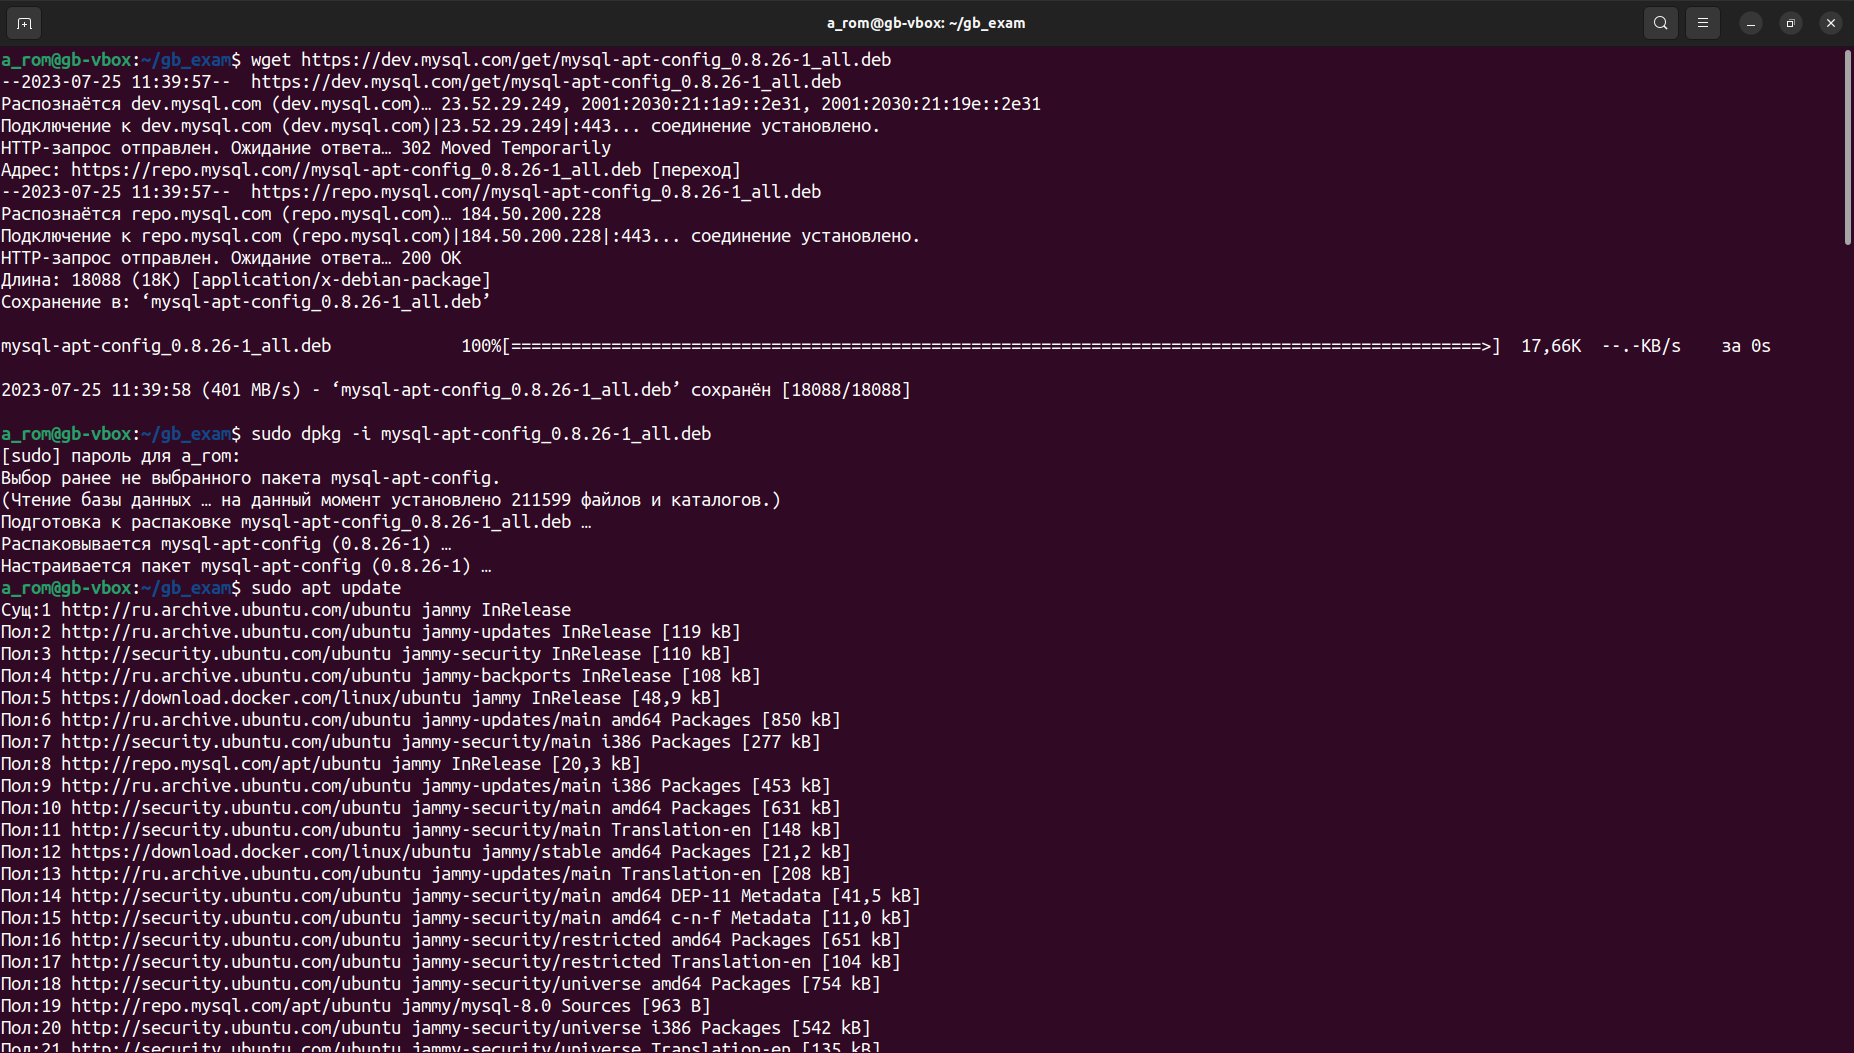 a_rom@gb-vbox: ~/gb_exam
a_rom@gb-vbox:~/gb_exam$ wget https://dev.mysql.com/get/mysql-apt-config_0.8.26-1_all.deb
--2023-07-25 11:39:57--  https://dev.mysql.com/get/mysql-apt-config_0.8.26-1_all.deb
Распознаётся dev.mysql.com (dev.mysql.com)… 23.52.29.249, 2001:2030:21:1a9::2e31, 2001:2030:21:19e::2e31
Подключение к dev.mysql.com (dev.mysql.com)|23.52.29.249|:443... соединение установлено.
HTTP-запрос отправлен. Ожидание ответа… 302 Moved Temporarily
Адрес: https://repo.mysql.com//mysql-apt-config_0.8.26-1_all.deb [переход]
--2023-07-25 11:39:57--  https://repo.mysql.com//mysql-apt-config_0.8.26-1_all.deb
Распознаётся repo.mysql.com (repo.mysql.com)… 184.50.200.228
Подключение к repo.mysql.com (repo.mysql.com)|184.50.200.228|:443... соединение установлено.
HTTP-запрос отправлен. Ожидание ответа… 200 OK
Длина: 18088 (18K) [application/x-debian-package]
Сохранение в: ‘mysql-apt-config_0.8.26-1_all.deb’
mysql-apt-config_0.8.26-1_all.deb             100%[=================================================================================================>]  17,66K  --.-KB/s    за 0s
2023-07-25 11:39:58 (401 MB/s) - ‘mysql-apt-config_0.8.26-1_all.deb’ сохранён [18088/18088]
a_rom@gb-vbox:~/gb_exam$ sudo dpkg -i mysql-apt-config_0.8.26-1_all.deb
[sudo] пароль для a_rom:
Выбор ранее не выбранного пакета mysql-apt-config.
(Чтение базы данных … на данный момент установлено 211599 файлов и каталогов.)
Подготовка к распаковке mysql-apt-config_0.8.26-1_all.deb …
Распаковывается mysql-apt-config (0.8.26-1) …
Настраивается пакет mysql-apt-config (0.8.26-1) …
a_rom@gb-vbox:~/gb_exam$ sudo apt update
Сущ:1 http://ru.archive.ubuntu.com/ubuntu jammy InRelease
Пол:2 http://ru.archive.ubuntu.com/ubuntu jammy-updates InRelease [119 kB]
Пол:3 http://security.ubuntu.com/ubuntu jammy-security InRelease [110 kB]
Пол:4 http://ru.archive.ubuntu.com/ubuntu jammy-backports InRelease [108 kB]
Пол:5 https://download.docker.com/linux/ubuntu jammy InRelease [48,9 kB]
Пол:6 http://ru.archive.ubuntu.com/ubuntu jammy-updates/main amd64 Packages [850 kB]
Пол:7 http://security.ubuntu.com/ubuntu jammy-security/main i386 Packages [277 kB]
Пол:8 http://repo.mysql.com/apt/ubuntu jammy InRelease [20,3 kB]
Пол:9 http://ru.archive.ubuntu.com/ubuntu jammy-updates/main i386 Packages [453 kB]
Пол:10 http://security.ubuntu.com/ubuntu jammy-security/main amd64 Packages [631 kB]
Пол:11 http://security.ubuntu.com/ubuntu jammy-security/main Translation-en [148 kB]
Пол:12 https://download.docker.com/linux/ubuntu jammy/stable amd64 Packages [21,2 kB]
Пол:13 http://ru.archive.ubuntu.com/ubuntu jammy-updates/main Translation-en [208 kB]
Пол:14 http://security.ubuntu.com/ubuntu jammy-security/main amd64 DEP-11 Metadata [41,5 kB]
Пол:15 http://security.ubuntu.com/ubuntu jammy-security/main amd64 c-n-f Metadata [11,0 kB]
Пол:16 http://security.ubuntu.com/ubuntu jammy-security/restricted amd64 Packages [651 kB]
Пол:17 http://security.ubuntu.com/ubuntu jammy-security/restricted Translation-en [104 kB]
Пол:18 http://security.ubuntu.com/ubuntu jammy-security/universe amd64 Packages [754 kB]
Пол:19 http://repo.mysql.com/apt/ubuntu jammy/mysql-8.0 Sources [963 B]
Пол:20 http://security.ubuntu.com/ubuntu jammy-security/universe i386 Packages [542 kB]
Пол:21 http://security.ubuntu.com/ubuntu jammy-security/universe Translation-en [135 kB]